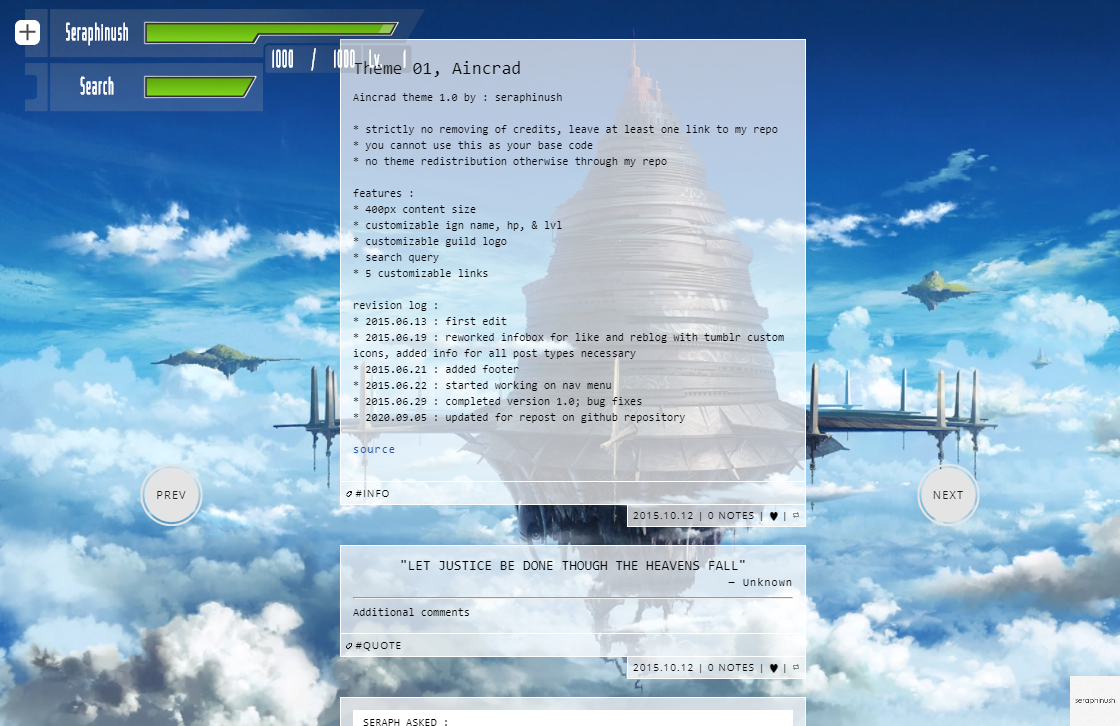 Seraphinush
1000 / 1000 Lv. 1
Search
Theme 01, Aincrad
Aincrad theme 1.0 by : seraphinush
* strictly no removing of credits, leave at least one link to my repo
* you cannot use this as your base code
* no theme redistribution otherwise through my repo
features :
* 400px content size
* customizable ign name, hp, & lvl
* customizable guild logo
* search query
* 5 customizable links
revision log :
* 2015.06.13 : first edit
* 2015.06.19 : reworked infobox for like and reblog with tumblr custom
icons, added info for all post types necessary
* 2015.06.21 : added footer
* 2015.06.22 : started working on nav menu
* 2015.06.29 : completed version 1.0; bug fixes
* 2020.09.05 : updated for repost on github repository
source
#INFO
2015.10.12 | 0 NOTES | ♥ |
PREV
NEXT
"LET JUSTICE BE DONE THOUGH THE HEAVENS FALL"
— Unknown
Additional comments
#QUOTE
2015.10.12 | 0 NOTES | ♥ |
SERAPH ASKED :
seraphinush